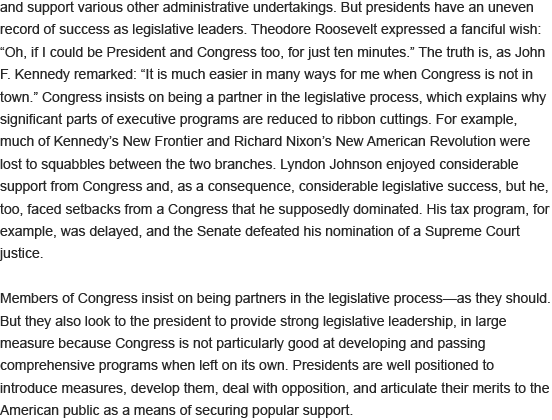 and support various other administrative undertakings. But presidents have an uneven
record of success as legislative leaders. Theodore Roosevelt expressed a fanciful wish:
“Oh, if I could be President and Congress too, for just ten minutes.” The truth is, as John
F. Kennedy remarked: “It is much easier in many ways for me when Congress is not in
town.” Congress insists on being a partner in the legislative process, which explains why
significant parts of executive programs are reduced to ribbon cuttings. For example,
much of Kennedy’s New Frontier and Richard Nixon’s New American Revolution were
lost to squabbles between the two branches. Lyndon Johnson enjoyed considerable
support from Congress and, as a consequence, considerable legislative success, but he,
too, faced setbacks from a Congress that he supposedly dominated. His tax program, for
example, was delayed, and the Senate defeated his nomination of a Supreme Court
justice.
Members of Congress insist on being partners in the legislative process—as they should.
But they also look to the president to provide strong legislative leadership, in large
measure because Congress is not particularly good at developing and passing
comprehensive programs when left on its own. Presidents are well positioned to
introduce measures, develop them, deal with opposition, and articulate their merits to the
American public as a means of securing popular support.